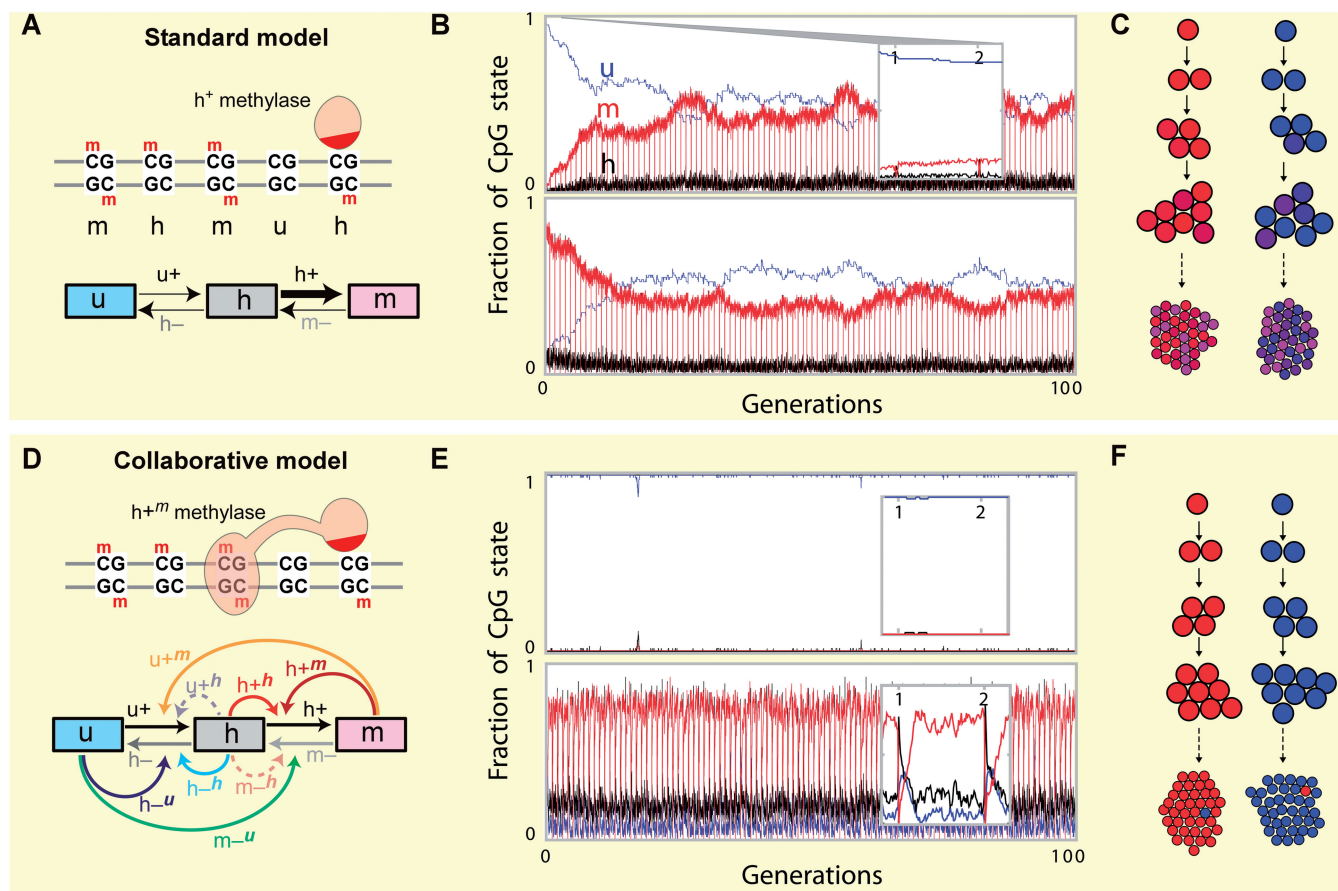 A
Standard model
h+ methylase
m m m
CG CG CG CG CG
GC GC GC GC GC
m m
m h m u h
u+ h+
u h m
h– m–
B
Fraction of CpG state
1
u
m
h
0
1 2
1
0
0 100
Generations
C
D
Collaborative model
h+m methylase
m m m
CG CG CG CG CG
GC GC GC GC GC
m m m
u+m
u+h h+h h+m
u+ h+
u h m
h– m–
h–u h–h m–h
m–u
E
Fraction of CpG state
1
1 2
0
1
1 2
0
0 100
Generations
F